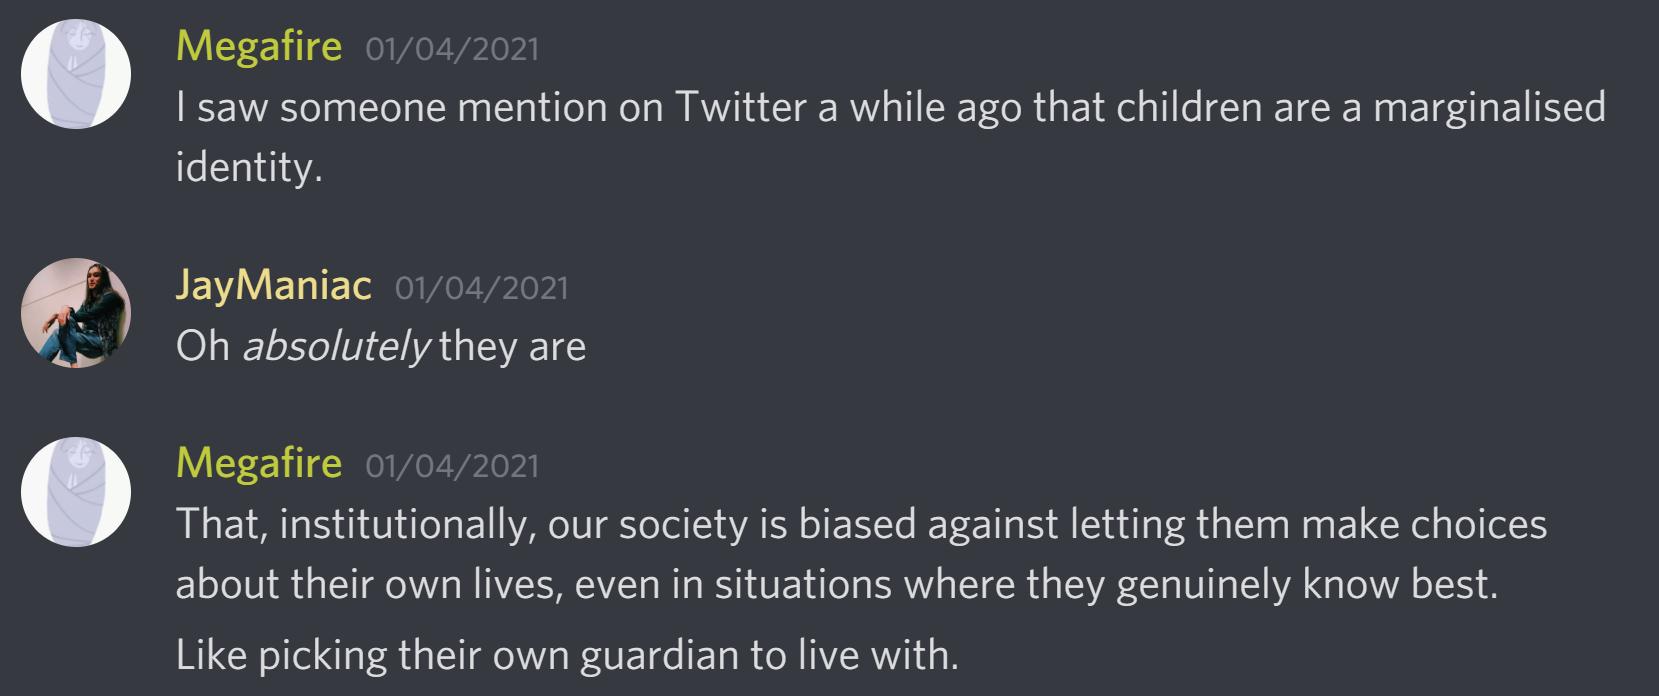 Megafire 01/04/2021
I saw someone mention on Twitter a while ago that children are a marginalised
identity.
JayManiac 01/04/2021
Oh absolutely they are
Megafire 01/04/2021
That, institutionally, our society is biased against letting them make choices
about their own lives, even in situations where they genuinely know best.
Like picking their own guardian to live with.